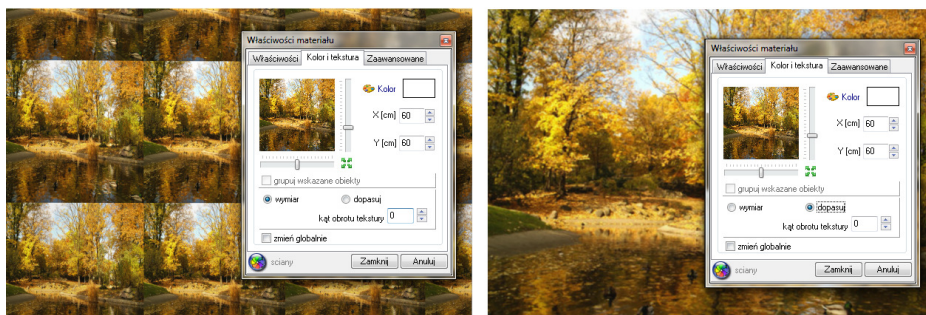 Właściwości materiału
Właściwości Kolor i tekstura Zaawansowane
Kolor
X [cm] 60
Y [cm] 60
grupuj wskazane obiekty
wymiar dopasuj
kąt obrotu tekstury 0
zmień globalnie
sciany Zamknij Anuluj
Właściwości materiału
Właściwości Kolor i tekstura Zaawansowane
Kolor
X [cm] 60
Y [cm] 60
grupuj wskazane obiekty
wymiar dopasuj
kąt obrotu tekstury 0
zmień globalnie
sciany Zamknij Anuluj